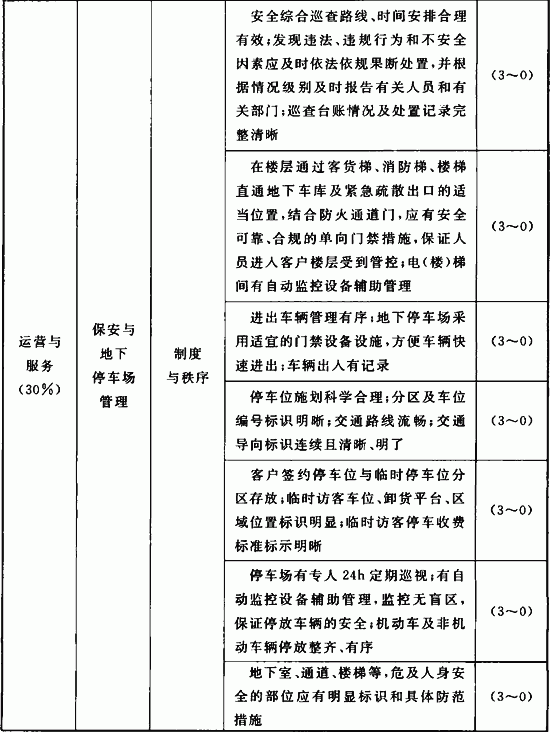 安全综合巡查路线、时间安排合理
有效;发现违法、违规行为和不安全
因素应及时依法依规果断处置,并根
据情况级别及时报告有关人员和有
关部门;巡查台账情况及处置记录完
整清晰
(3～0)
在楼层通过客货梯、消防梯、楼梯
直通地下车库及紧急疏散出口的适
当位置,结合防火通道门,应有安全
可靠、合规的单向门禁措施,保证人
员进入客户楼层受到管控;电(楼)梯
间有自动监控设备辅助管理
(3～0)
运营与
服务
(30%)
保安与
地下
停车场
管理
制度
与秩序
进出车辆管理有序;地下停车场采
用适宜的门禁设备设施,方便车辆快
速进出;车辆出入有记录
(3～0)
停车位施划科学合理;分区及车位
编号标识明晰;交通路线流畅;交通
导向标识连续且清晰、明了
(3～0)
客户签约停车位与临时停车位分
区存放;临时访客车位、卸货平台、区
域位置标识明显;临时访客停车收费
标准标示明晰
(3～0)
停车场有专人24h定期巡视;有自
动监控设备辅助管理,监控无盲区,
保证停放车辆的安全;机动车及非机
动车辆停放整齐、有序
(3～0)
地下室、通道、楼梯等,危及人身安
全的部位应有明显标识和具体防范
措施
(3～0)